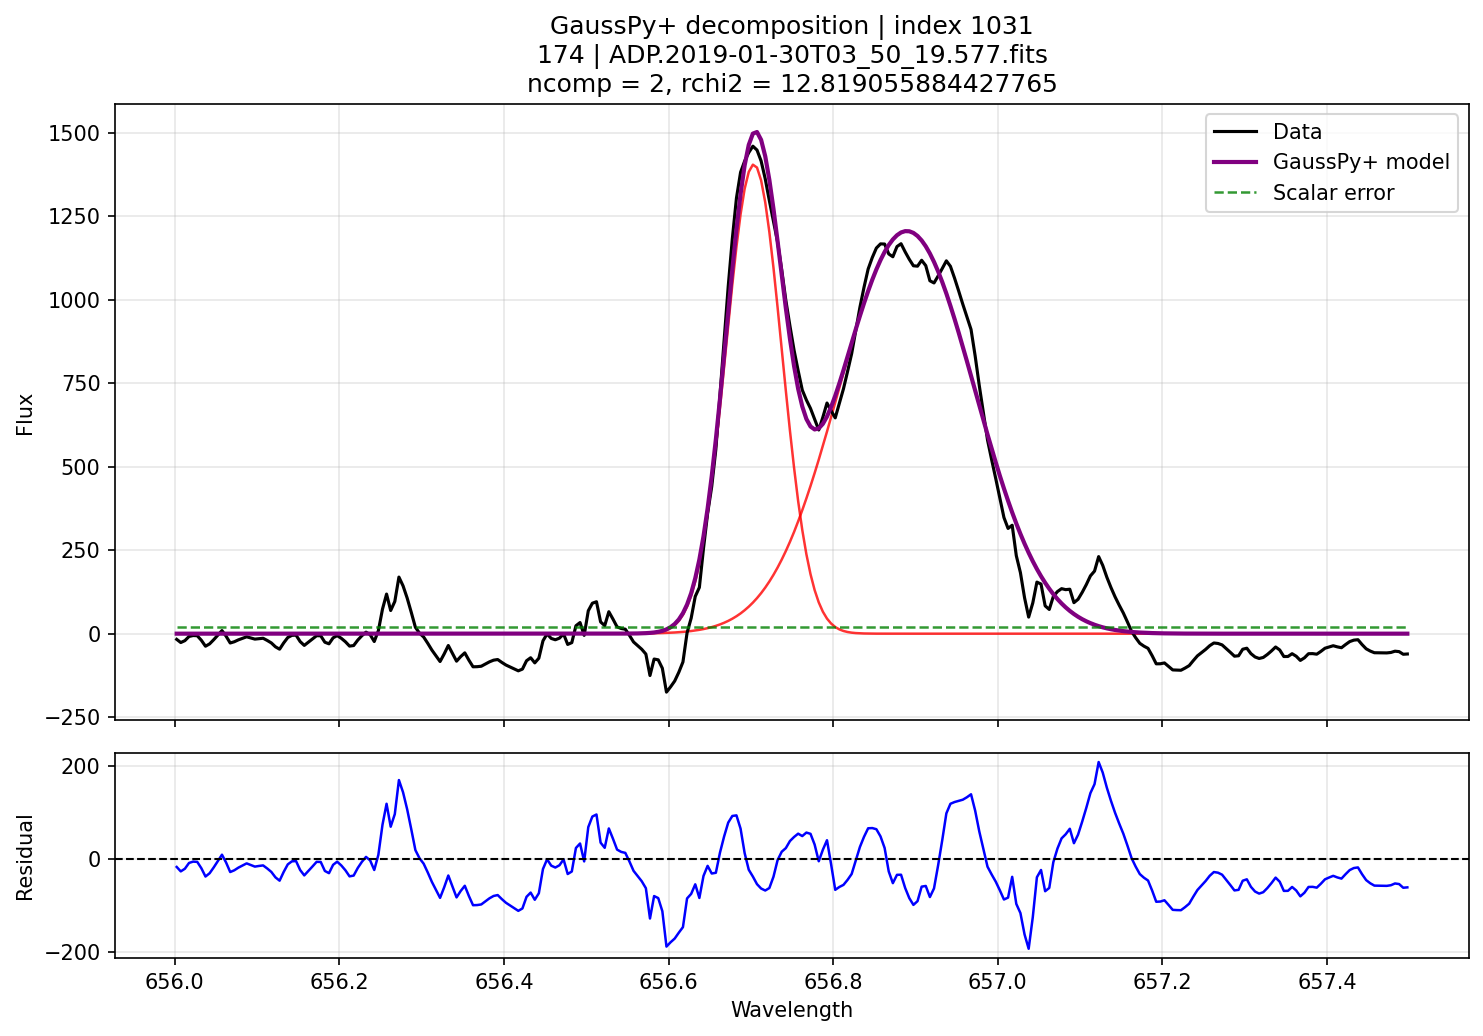 GaussPy+ decomposition | index 1031
174 | ADP.2019-01-30T03_50_19.577.fits
ncomp = 2, rchi2 = 12.819055884427765
Data
GaussPy+ model
Scalar error
Flux
1500
1250
1000
750
500
250
0
−250
Residual
200
0
−200
656.0 656.2 656.4 656.6 656.8 657.0 657.2 657.4
Wavelength